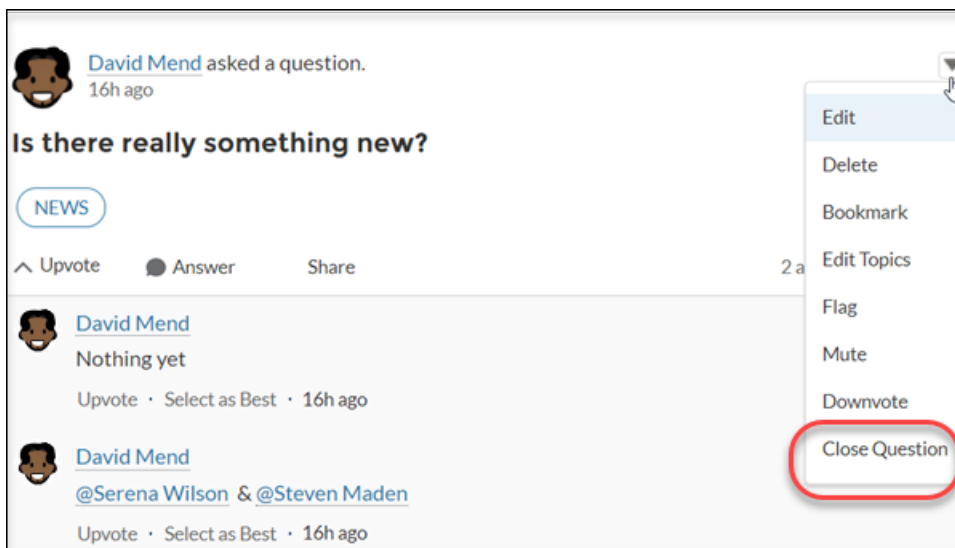 David Mend asked a question.
16h ago
Is there really something new?
NEWS
Upvote Answer Share 2 a
Edit
Delete
Bookmark
Edit Topics
Flag
Mute
Downvote
Close Question
David Mend
Nothing yet
Upvote · Select as Best · 16h ago
David Mend
@Serena Wilson & @Steven Maden
Upvote · Select as Best · 16h ago